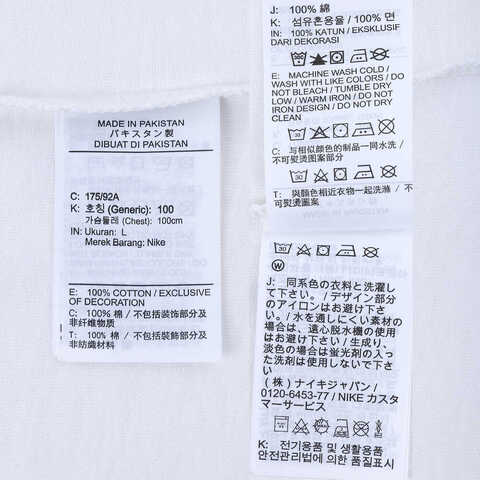 MADE IN PAKISTAN
パキスタン製
DIBUAT DI PAKISTAN
C: 175/92A
K: 호칭 (Generic): 100
가슴둘레 (Chest): 100cm
IN: Ukuran: L
Merek Barang: Nike
E: 100% COTTON / EXCLUSIVE
OF DECORATION
C: 100% 棉 / 不包括装饰部分及
非纤维物质
T: 100% 棉 / 不包括裝飾部分及
非紡織材料
J: 100% 綿
K: 섬유혼용율 / 100% 면
IN: 100% KATUN / EKSKLUSIF
DARI DEKORASI
E: MACHINE WASH COLD /
WASH WITH LIKE COLORS / DO
NOT BLEACH / TUMBLE DRY
LOW / WARM IRON / DO NOT
IRON DESIGN / DO NOT DRY
CLEAN
C: 与相似颜色的制品一同水洗 /
不可熨烫图案部分
T: 與顏色相近衣物一起洗滌 / 不
可熨燙圖案
J: 同系色の衣料と洗濯し
て下さい。/ デザイン部分
のアイロンはお避け下さ
い。/ 水を通しにくい素材の
場合は、遠心脱水機の使用
はお避け下さい / 生成り、
淡色の場合は蛍光剤の入っ
た洗剤は使用しないで下さ
い
(株) ナイキジャパン /
0120-6453-77 / NIKE カスタ
マーサービス
K: 전기용품 및 생활용품
안전관리법에 의한 품질표시